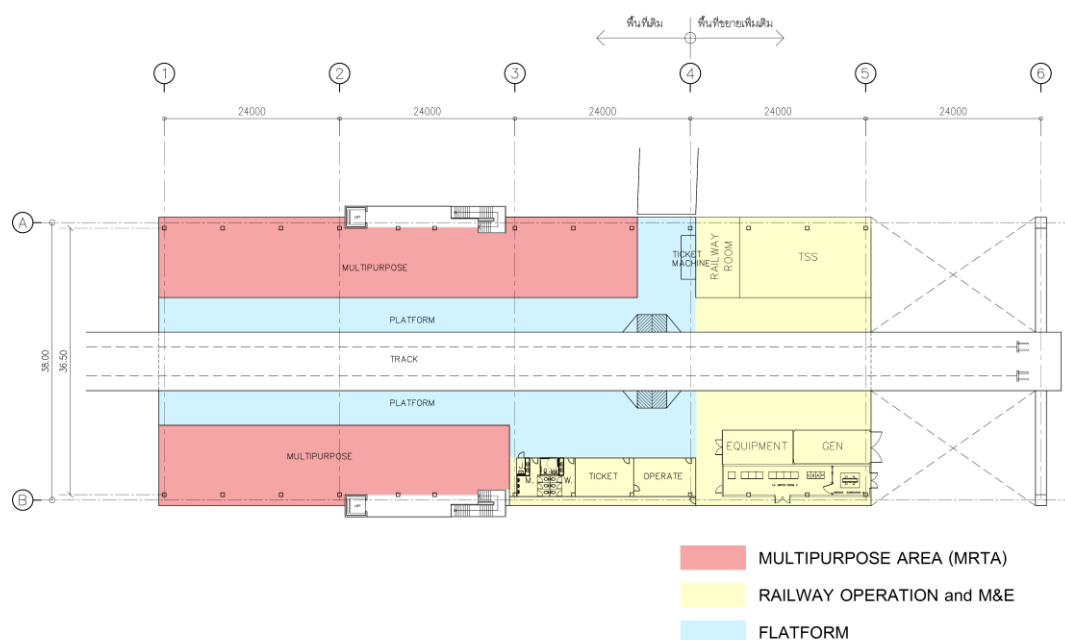 พื้นที่เดิม
พื้นที่ขยายเพิ่มเติม
1
2
3
4
5
6
24000
24000
24000
24000
24000
A
LIFT
MULTIPURPOSE
TICKET
MACHINE
RAILWAY
ROOM
TSS
PLATFORM
38.00
36.50
TRACK
PLATFORM
MULTIPURPOSE
EQUIPMENT
GEN
M.
W.
TICKET
OPERATE
B
LIFT
MULTIPURPOSE AREA (MRTA)
RAILWAY OPERATION and M&E
FLATFORM